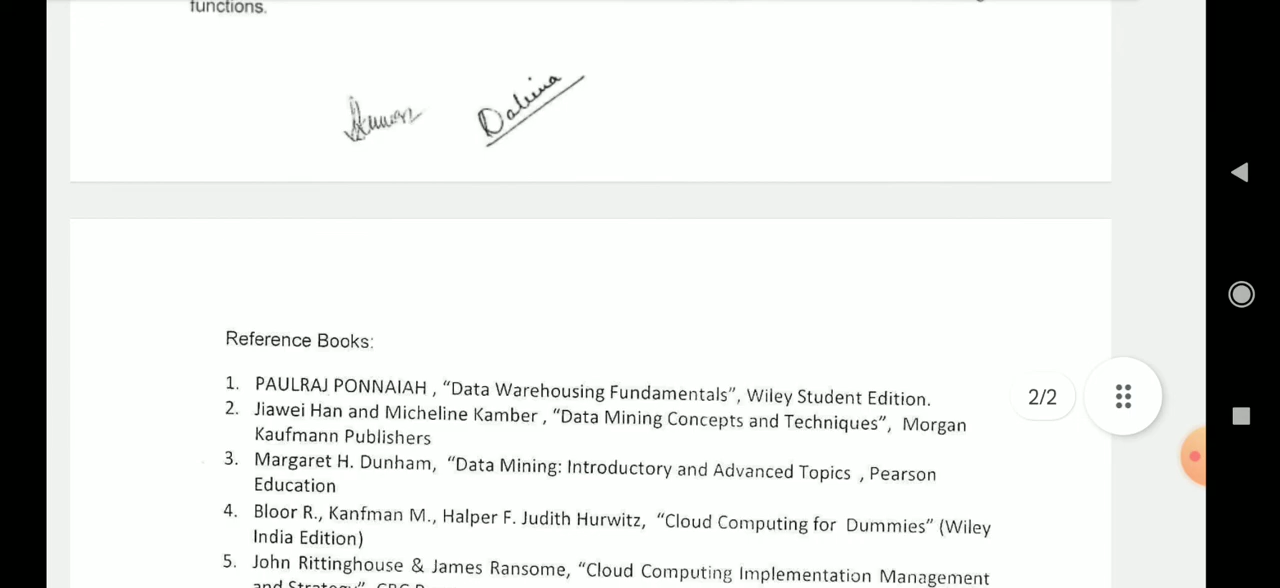 functions.
Dalina
Reference Books:
1. PAULRAJ PONNAIAH , “Data Warehousing Fundamentals”, Wiley Student Edition.
2. Jiawei Han and Micheline Kamber , “Data Mining Concepts and Techniques”, Morgan
Kaufmann Publishers
3. Margaret H. Dunham, “Data Mining: Introductory and Advanced Topics , Pearson
Education
2/2
4. Bloor R., Kanfman M., Halper F. Judith Hurwitz, “Cloud Computing for Dummies” (Wiley
India Edition)
5. John Rittinghouse & James Ransome, “Cloud Computing Implementation Management